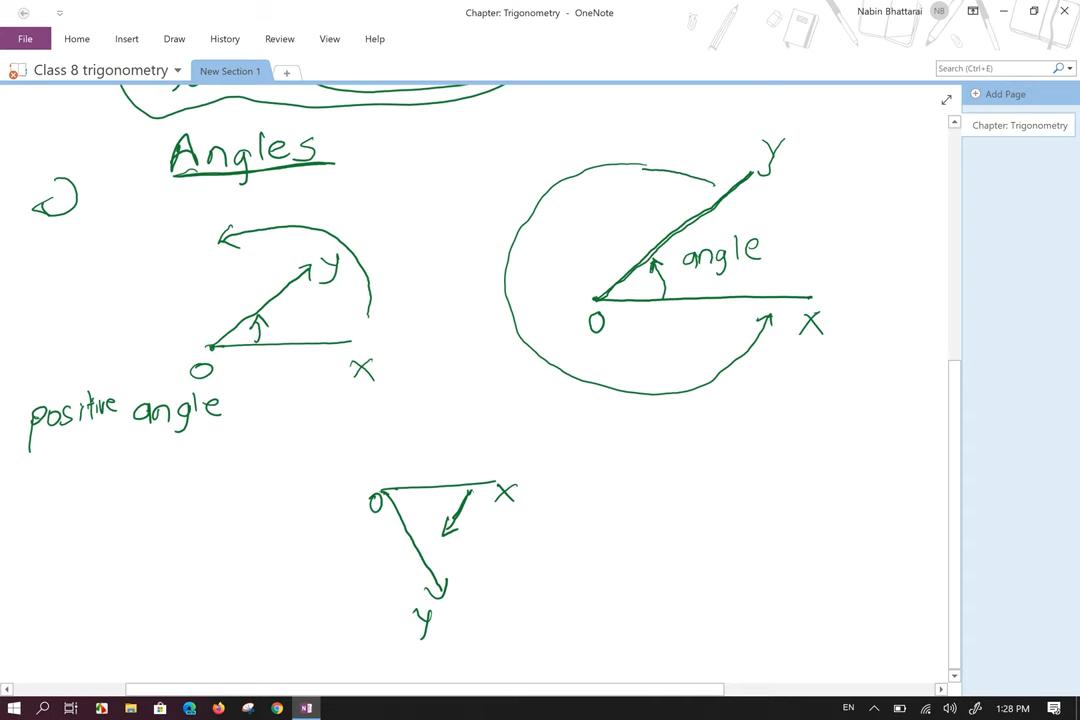 Chapter: Trigonometry - OneNote
Nabin Bhattarai NB
File Home Insert Draw History Review View Help
Class 8 trigonometry New Section 1 +
Search (Ctrl+E)
Add Page
Chapter: Trigonometry
Angles
y
angle
O X
y
O X
positive angle
O X
y
EN 1:28 PM